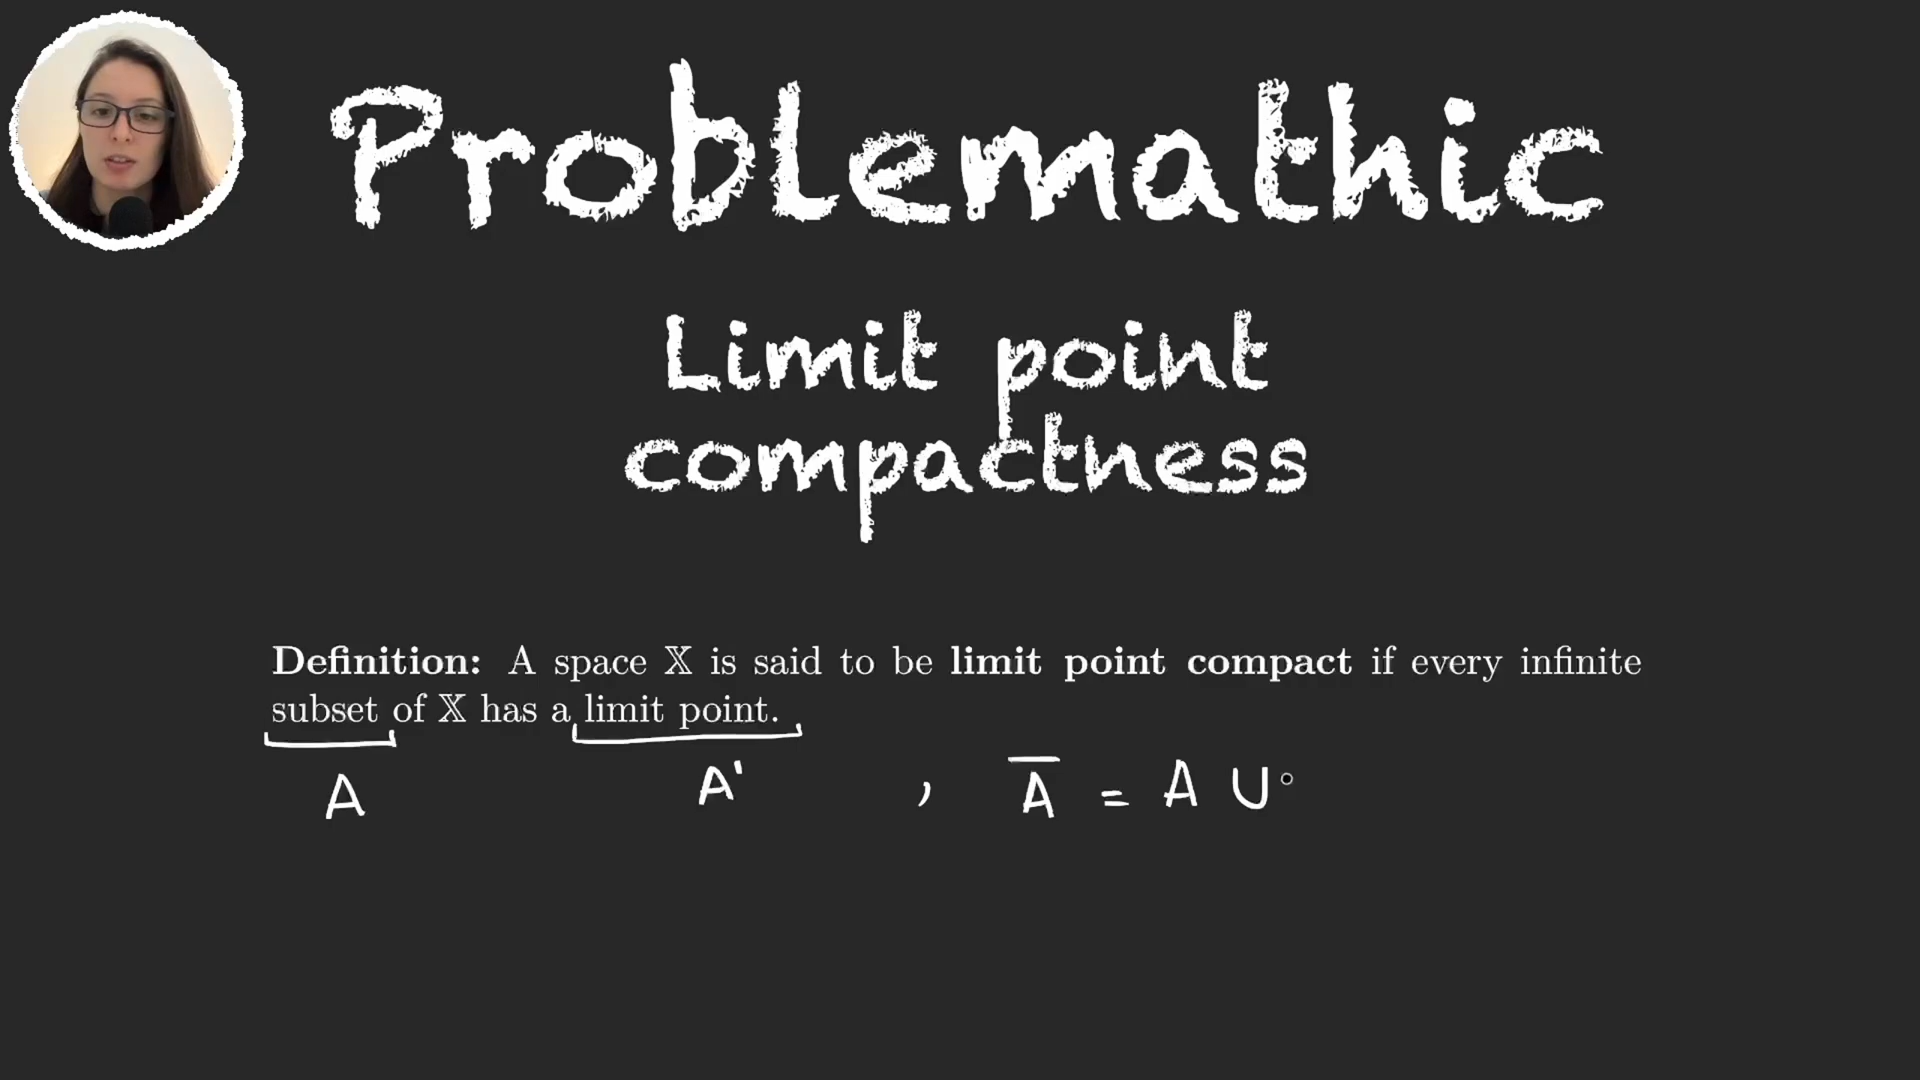 Problemathic
Limit point
compactness
Definition: A space 𝕏 is said to be limit point compact if every infinite
subset of 𝕏 has a limit point.
A A' , A̅ = A ∪